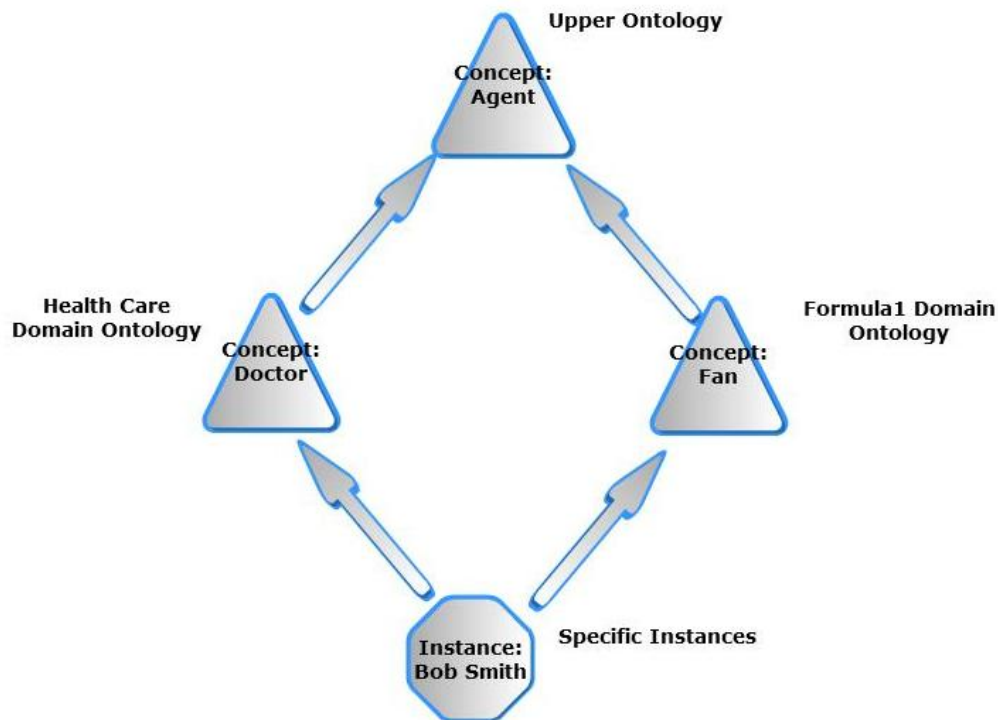 Upper Ontology
Concept:
Agent
Health Care
Domain Ontology
Concept:
Doctor
Concept:
Fan
Formula1 Domain
Ontology
Instance:
Bob Smith
Specific Instances